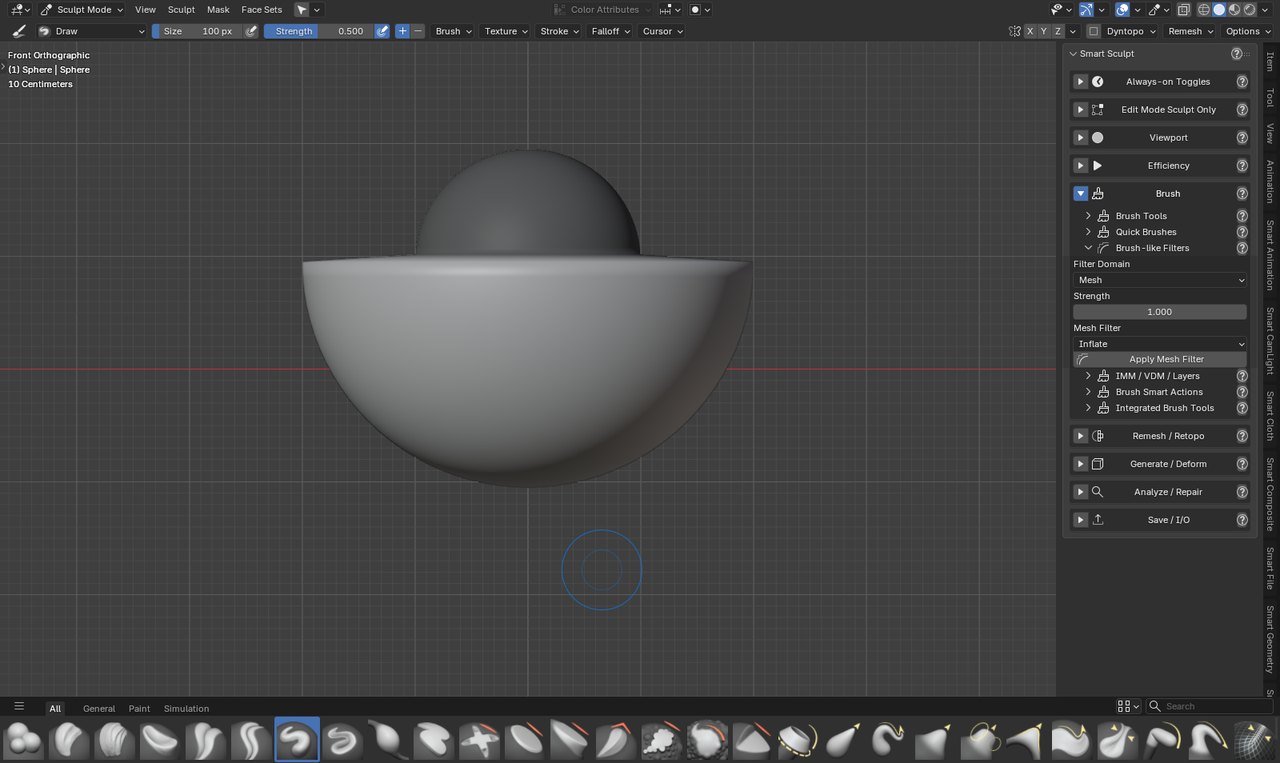 Sculpt Mode View Sculpt Mask Face Sets Color Attributes
Draw Size 100 px Strength 0.500 Brush Texture Stroke Falloff Cursor X Y Z Dyntopo Remesh Options
Front Orthographic
(1) Sphere | Sphere
10 Centimeters
Smart Sculpt
Always-on Toggles
Edit Mode Sculpt Only
Viewport
Efficiency
Brush
Brush Tools
Quick Brushes
Brush-like Filters
Filter Domain
Mesh
Strength
1.000
Mesh Filter
Inflate
Apply Mesh Filter
IMM / VDM / Layers
Brush Smart Actions
Integrated Brush Tools
Remesh / Retopo
Generate / Deform
Analyze / Repair
Save / I/O
Item
Tool
View
Animation
Smart Animation
Smart CamLight
Smart Cloth
Smart Composite
Smart File
Smart Geometry
All General Paint Simulation Search